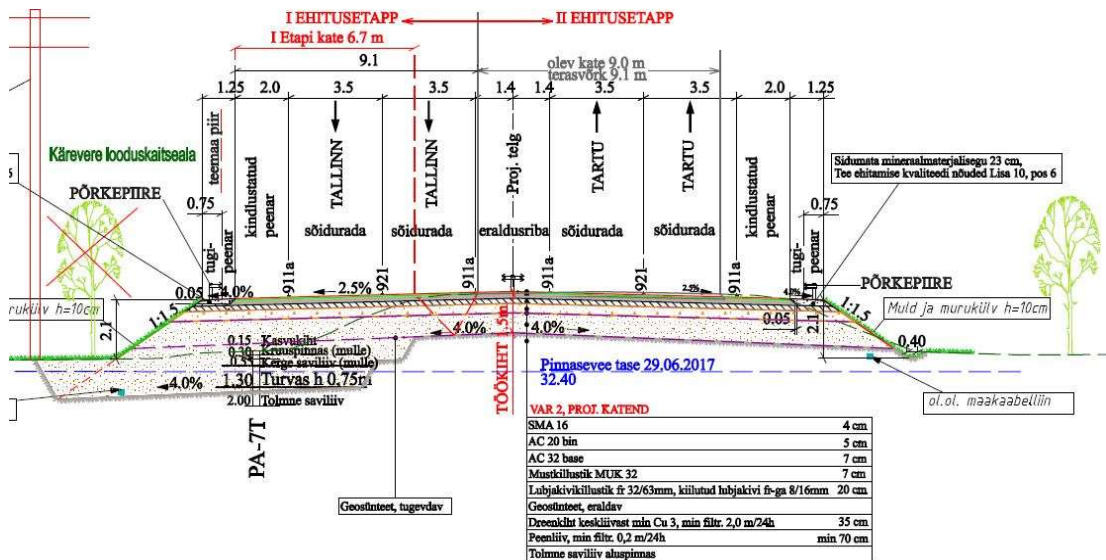 I EHITUSETAPP
II EHITUSETAPP
I Etapi kate 6.7 m
9.1
olev kate 9.0 m
terasvõrk 9.1 m
1.25 2.0 3.5 3.5 1.4 1.4 3.5 3.5 2.0 1.25
teemaa piir
TALLINN
TALLINN
Proj. telg
TARTU
TARTU
Kärevere looduskaitseala
Sidumata mineraalmaterjalisegu 23 cm,
Tee ehitamise kvaliteedi nõuded Lisa 10, pos 6
PÕRKEPIIRE
0.75
tugi-
peenar
kindlustatud
peenar
sõidurada
sõidurada
eraldusriba
sõidurada
sõidurada
kindlustatud
peenar
0.75
tugi-
peenar
PÕRKEPIIRE
911a
921
911a
911a
921
911a
0.05
4.0%
2.5%
2.5%
4.0%
h=10cm
1:1.5
2.1
4.0%
4.0%
0.05
2.1
1:1.5
Muld ja murukülv h=10cm
0.40
0.15 Kasvukiht
0.30 Kruuspinnas (mulle)
Kerge saviliiv (mulle)
1.30 Turvas h 0.75m
2.00 Tolmne saviliiv
4.0%
PA-7T
TÖÖKIHT 1.5m
Pinnasevee tase 29.06.2017
32.40
ol.ol. maakaabelliin
Geosünteet, tugevdav
VAR 2, PROJ. KATEND
SMA 16 4 cm
AC 20 bin 5 cm
AC 32 base 7 cm
Mustkillustik MUK 32 7 cm
Lubjakivikillustik fr 32/63mm, kiilutud lubjakivi fr-ga 8/16mm 20 cm
Geosünteet, eraldav
Dreenkiht keskliivast min Cu 3, min filtr. 2,0 m/24h 35 cm
Peenliiv, min filtr. 0,2 m/24h min 70 cm
Tolmne saviliiv aluspinnas